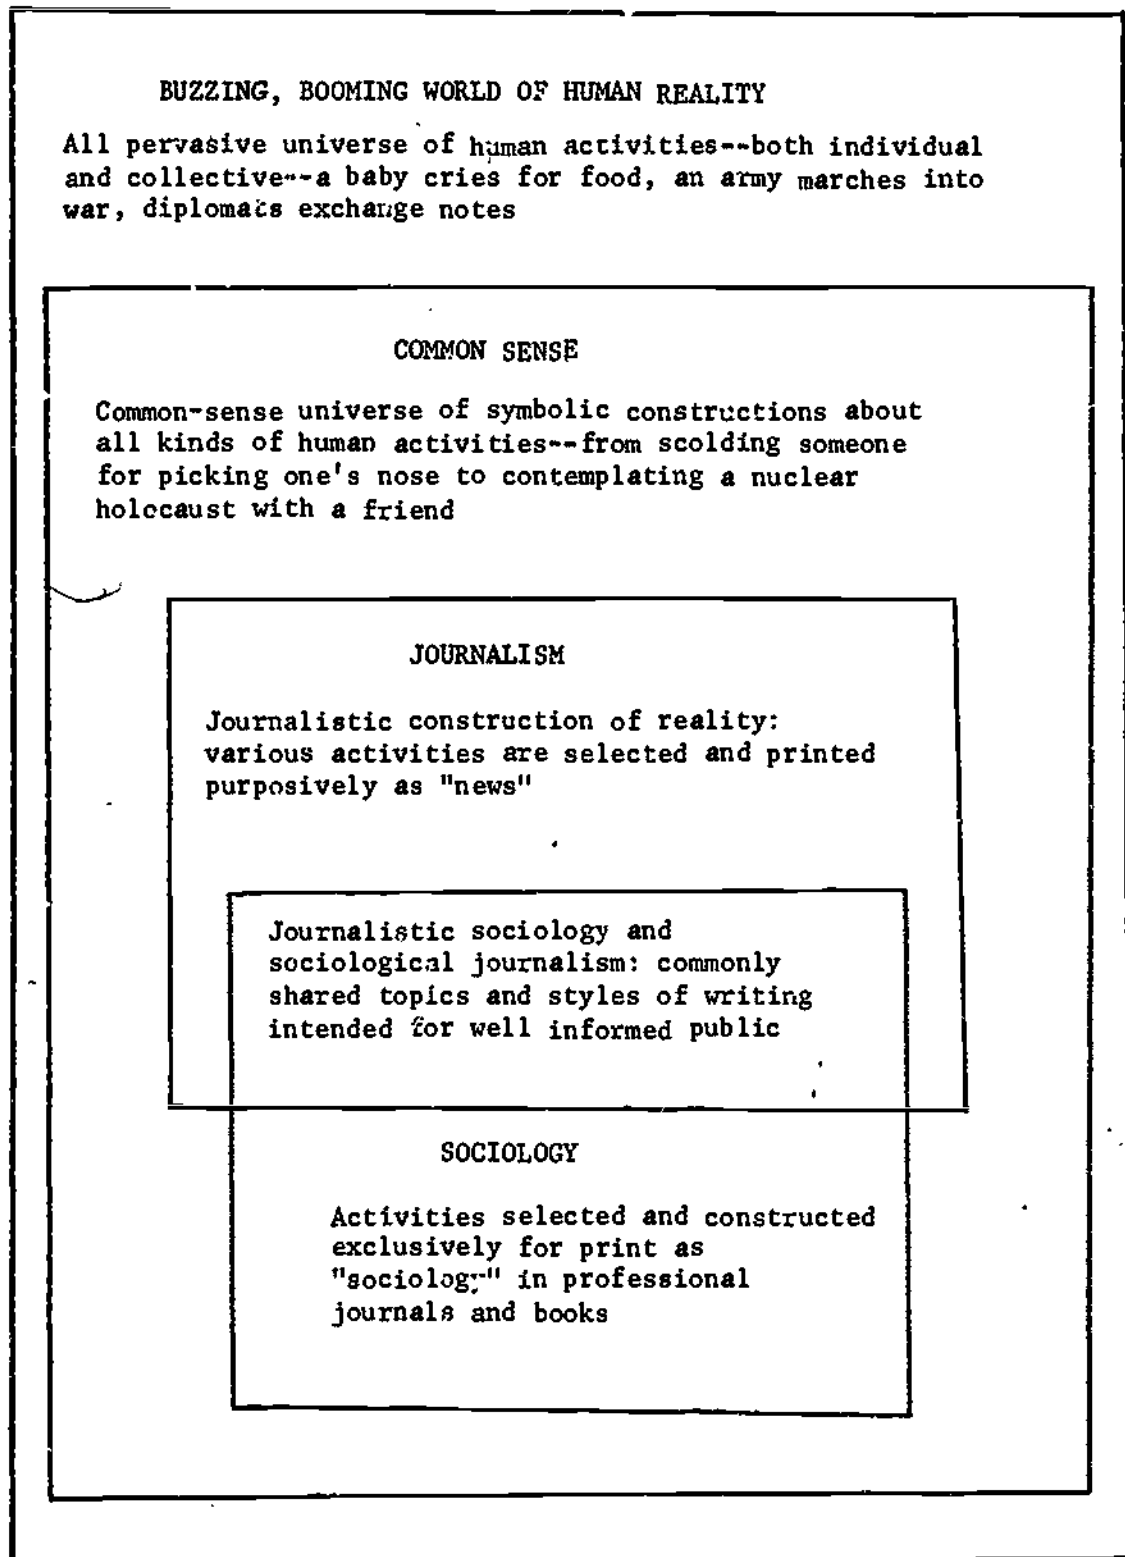 BUZZING, BOOMING WORLD OF HUMAN REALITY
All pervasive universe of human activities--both individual
and collective--a baby cries for food, an army marches into
war, diplomats exchange notes
COMMON SENSE
Common-sense universe of symbolic constructions about
all kinds of human activities--from scolding someone
for picking one's nose to contemplating a nuclear
holocaust with a friend
JOURNALISM
Journalistic construction of reality:
various activities are selected and printed
purposively as "news"
Journalistic sociology and
sociological journalism: commonly
shared topics and styles of writing
intended for well informed public
SOCIOLOGY
Activities selected and constructed
exclusively for print as
"sociology" in professional
journals and books